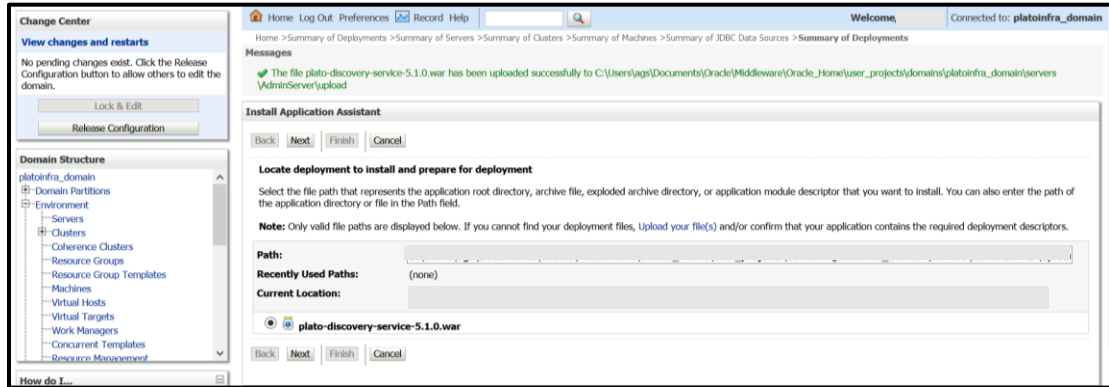 Change Center
View changes and restarts
No pending changes exist. Click the Release
Configuration button to allow others to edit the
domain.
Lock & Edit
Release Configuration
Domain Structure
platoinfra_domain
Domain Partitions
Environment
Servers
Clusters
Coherence Clusters
Resource Groups
Resource Group Templates
Machines
Virtual Hosts
Virtual Targets
Work Managers
Concurrent Templates
Resource Management
How do I...
Home Log Out Preferences Record Help
Welcome,
Connected to: platoinfra_domain
Home >Summary of Deployments >Summary of Servers >Summary of Clusters >Summary of Machines >Summary of JDBC Data Sources >Summary of Deployments
Messages
The file plato-discovery-service-5.1.0.war has been uploaded successfully to C:\Users\ags\Documents\Oracle\Middleware\Oracle_Home\user_projects\domains\platoinfra_domain\servers
\AdminServer\upload
Install Application Assistant
Back Next Finish Cancel
Locate deployment to install and prepare for deployment
Select the file path that represents the application root directory, archive file, exploded archive directory, or application module descriptor that you want to install. You can also enter the path of
the application directory or file in the Path field.
Note: Only valid file paths are displayed below. If you cannot find your deployment files, Upload your file(s) and/or confirm that your application contains the required deployment descriptors.
Path:
Recently Used Paths: (none)
Current Location:
plato-discovery-service-5.1.0.war
Back Next Finish Cancel